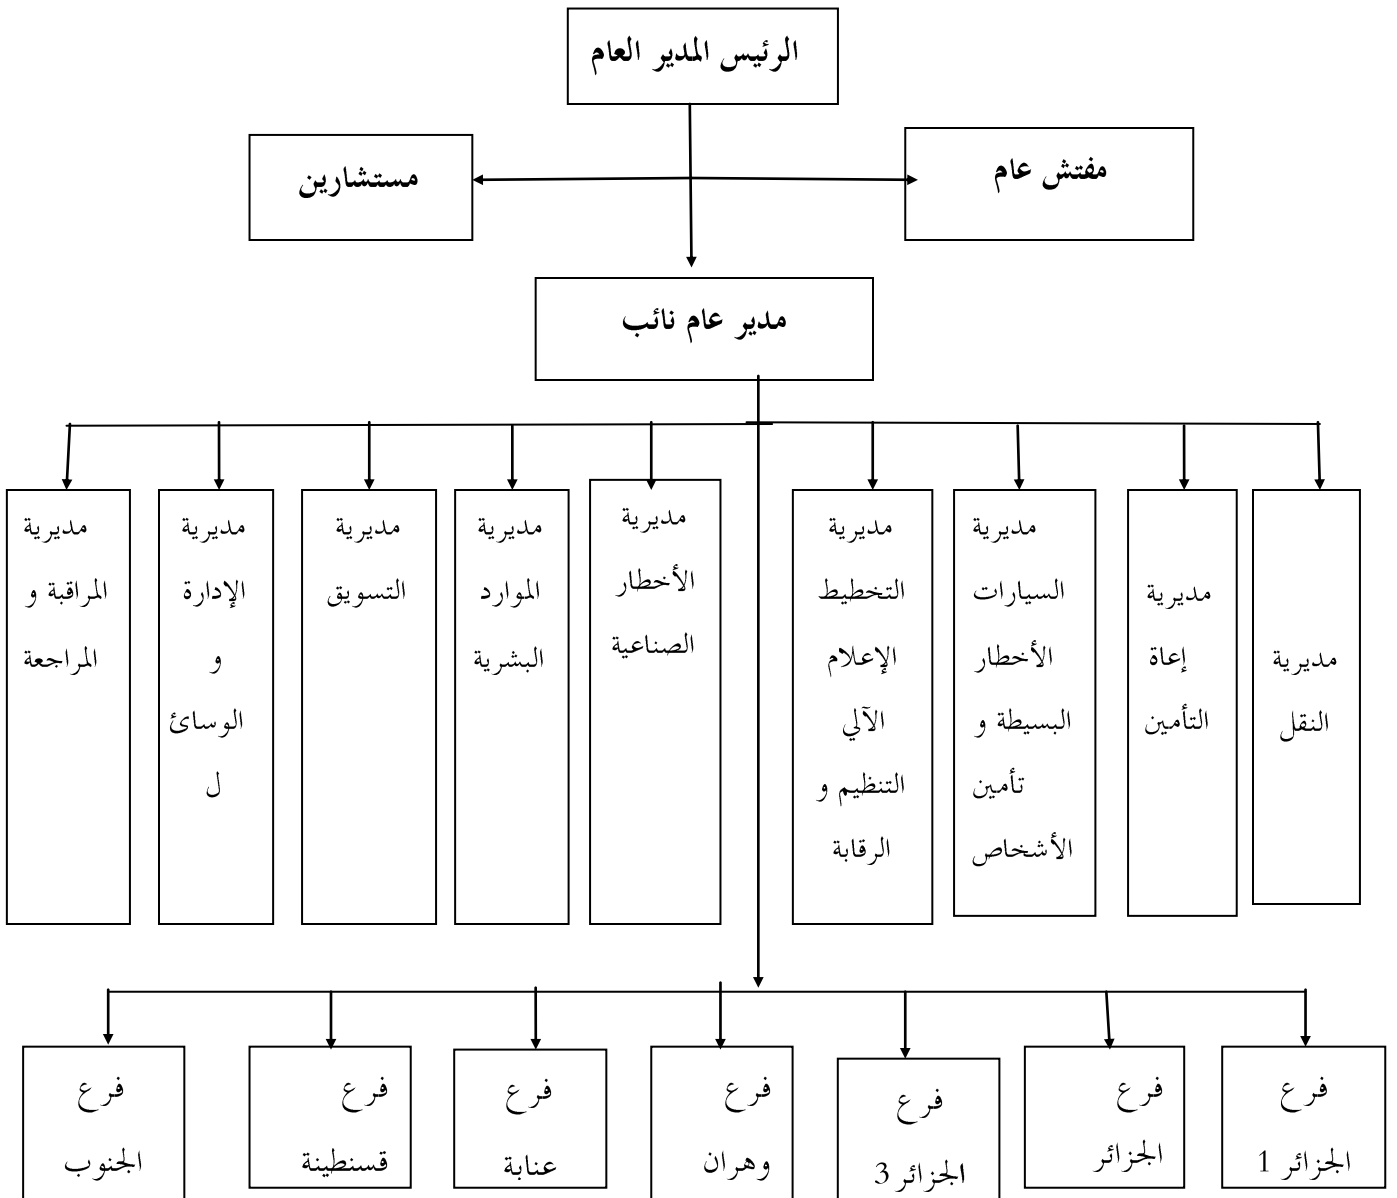 الرئيس المدير العام
مفتش عام
مستشارين
مدير عام نائب
مديرية
النقل
مديرية
إعاة
التأمين
مديرية
السيارات
الأخطار
البسيطة و
تأمين
الأشخاص
مديرية
التخطيط
الإعلام
الآلي
التنظيم و
الرقابة
مديرية
الأخطار
الصناعية
مديرية
الموارد
البشرية
مديرية
التسويق
مديرية
الإدارة
و
الوسائ
ل
مديرية
المراقبة و
المراجعة
فرع
الجزائر 1
فرع
الجزائر
فرع
الجزائر 3
فرع
وهران
فرع
عنابة
فرع
قسنطينة
فرع
الجنوب